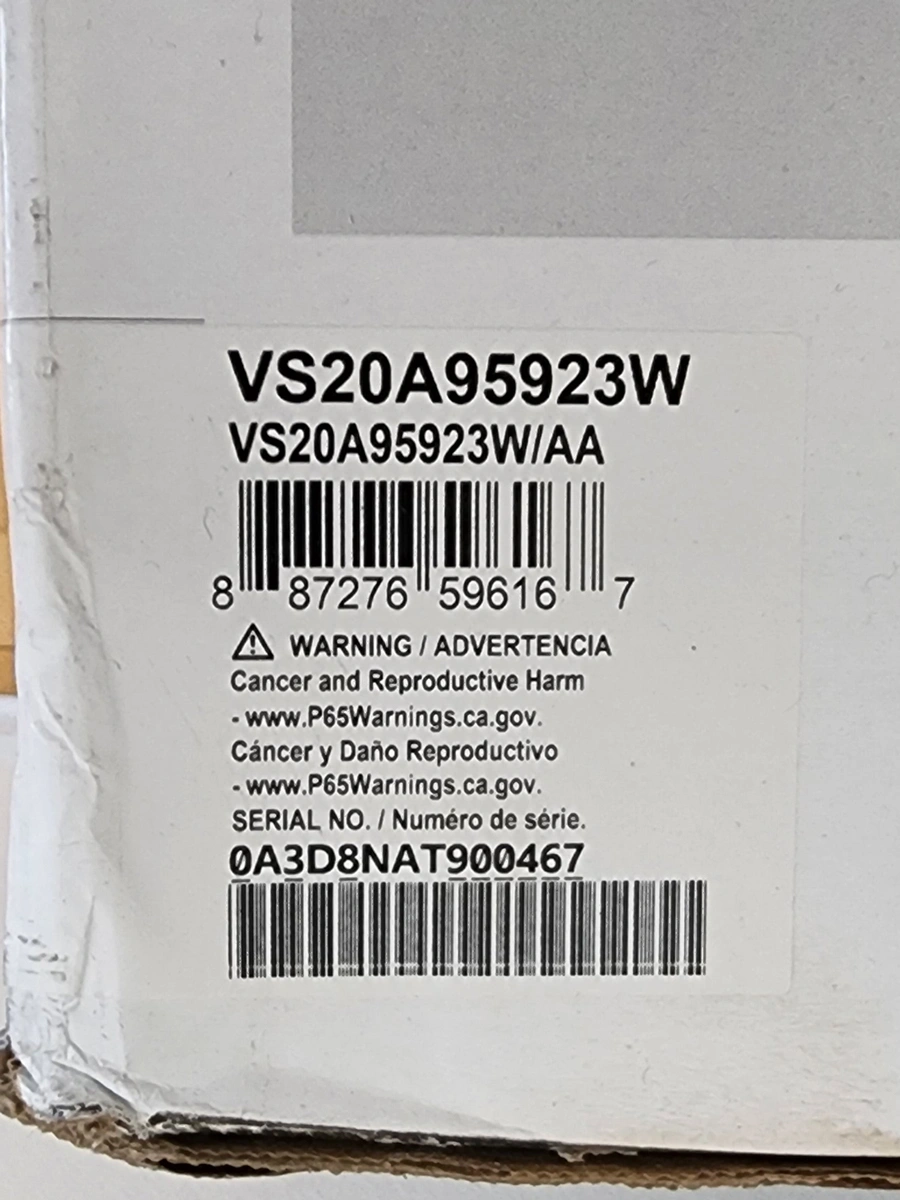 VS20A95923W
VS20A95923W/AA
8 87276 59616 7
⚠ WARNING / ADVERTENCIA
Cancer and Reproductive Harm
- www.P65Warnings.ca.gov.
Cáncer y Daño Reproductivo
- www.P65Warnings.ca.gov.
SERIAL NO. / Numéro de série.
0A3D8NAT900467